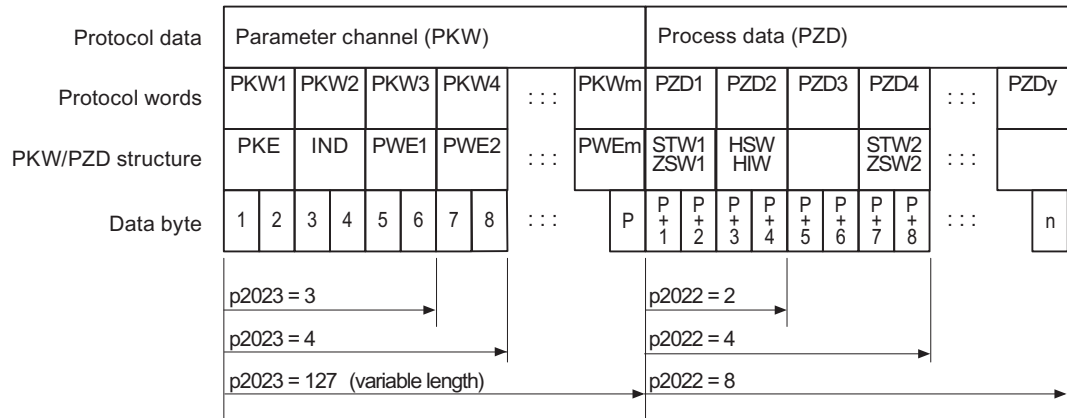 Protocol data Parameter channel (PKW) Process data (PZD)
Protocol words PKW1 PKW2 PKW3 PKW4 : : : PKWm PZD1 PZD2 PZD3 PZD4 : : : PZDy
PKW/PZD structure PKE IND PWE1 PWE2 : : : PWEm STW1 ZSW1 HSW HIW STW2 ZSW2
Data byte 1 2 3 4 5 6 7 8 : : : P P+1 P+2 P+3 P+4 P+5 P+6 P+7 P+8 : : : n
p2023 = 3 p2022 = 2
p2023 = 4 p2022 = 4
p2023 = 127 (variable length) p2022 = 8